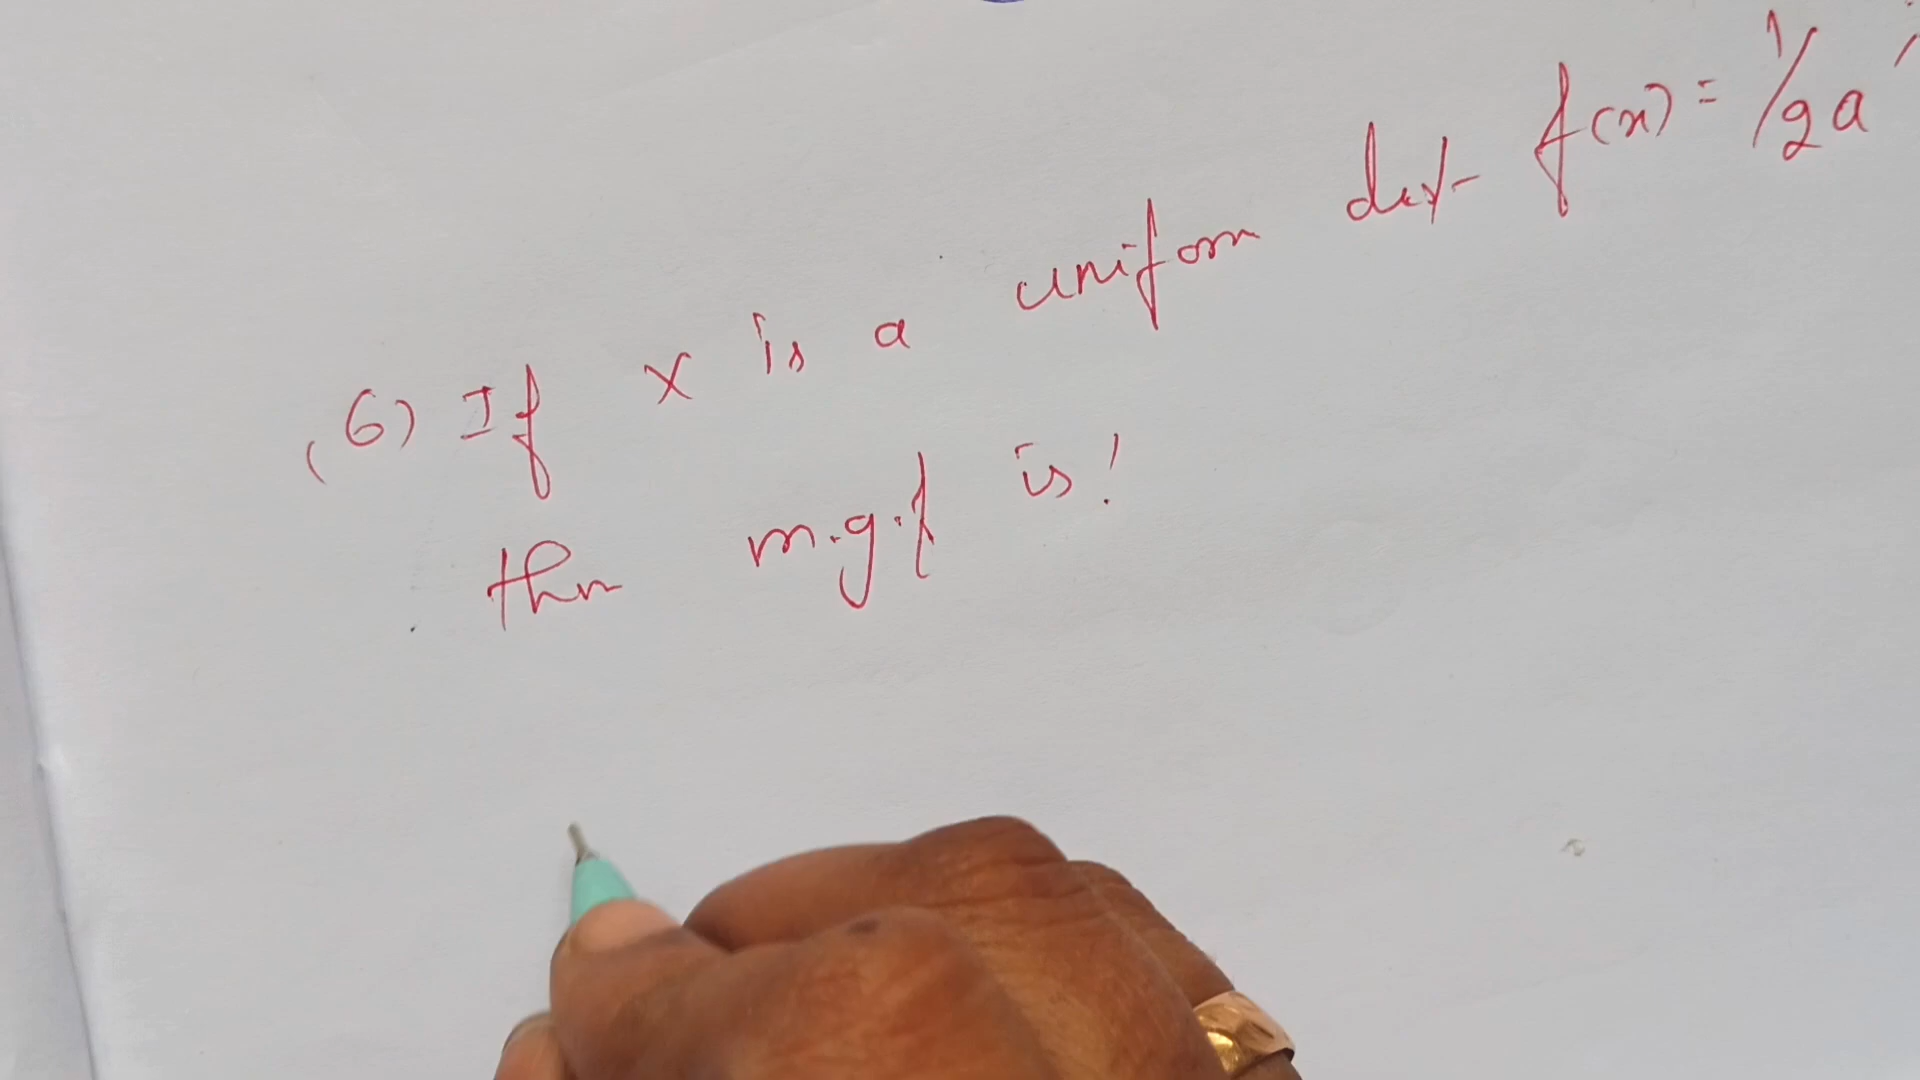 (6) If X is a uniform dist- f(x) = 1/2a
then m.g.f is!